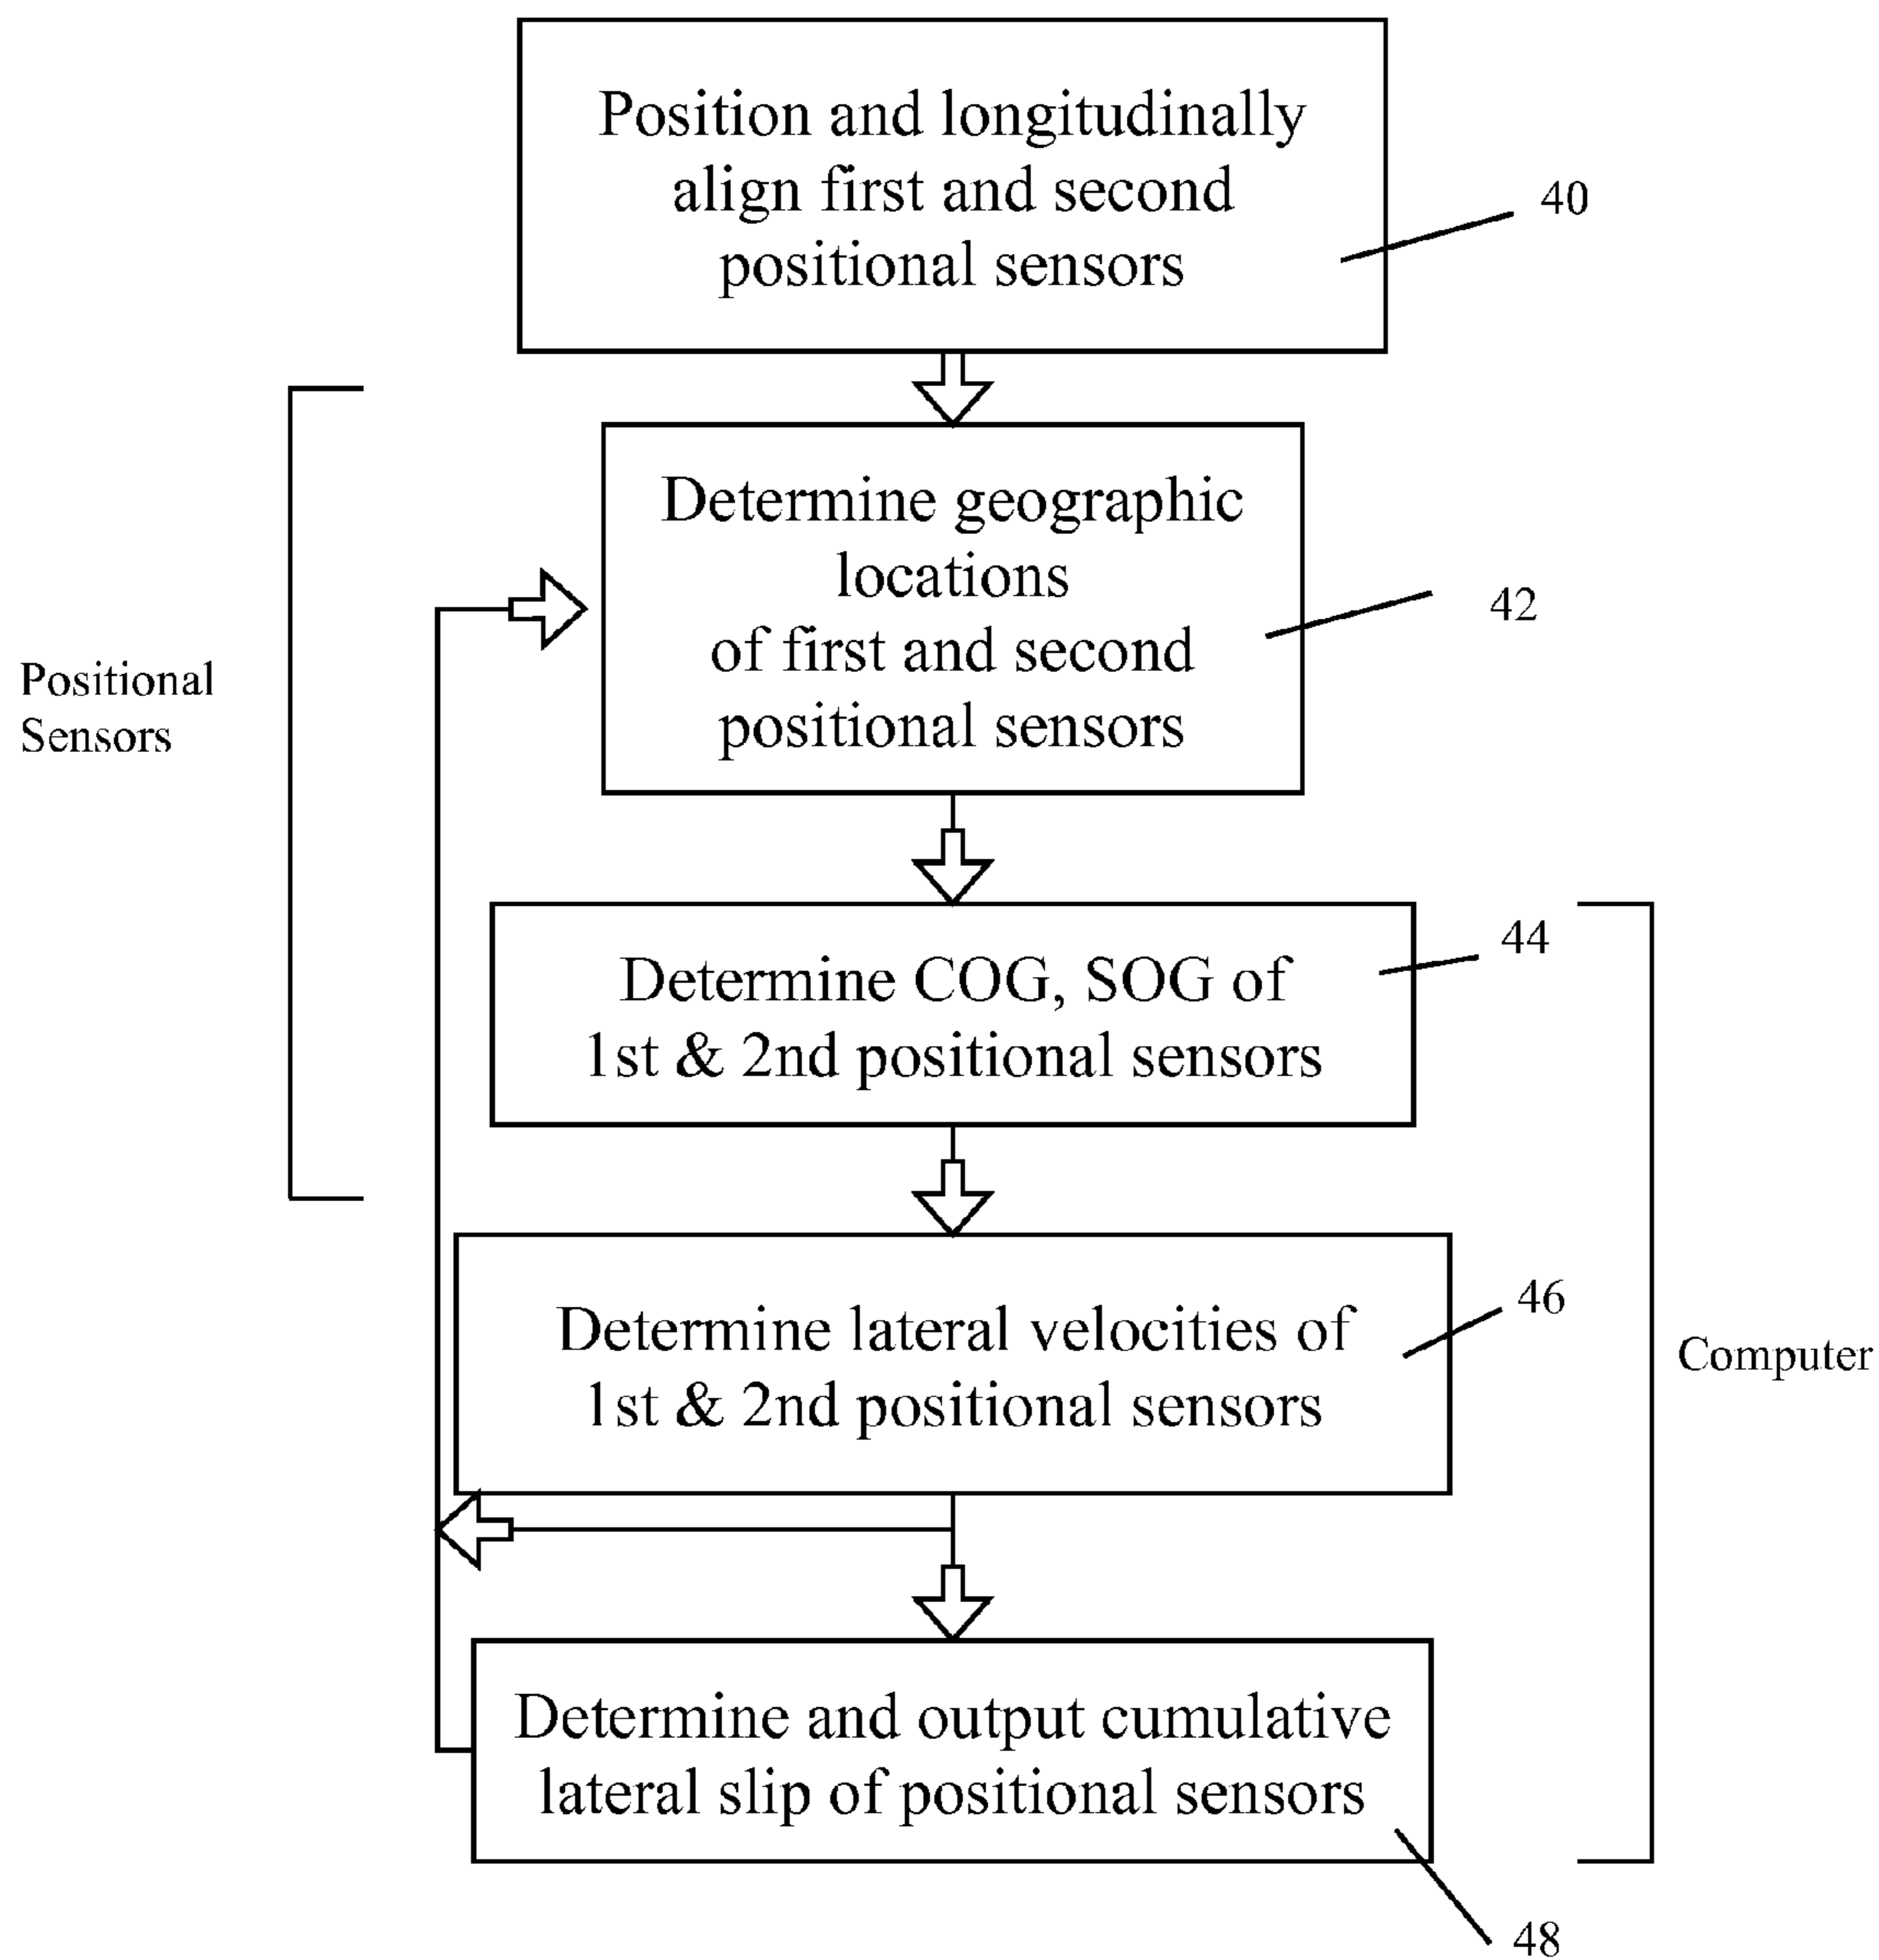 Position and longitudinally
align first and second
positional sensors
40
Determine geographic
locations
of first and second
positional sensors
42
Positional
Sensors
Determine COG, SOG of
1st & 2nd positional sensors
44
Determine lateral velocities of
1st & 2nd positional sensors
46
Computer
Determine and output cumulative
lateral slip of positional sensors
48